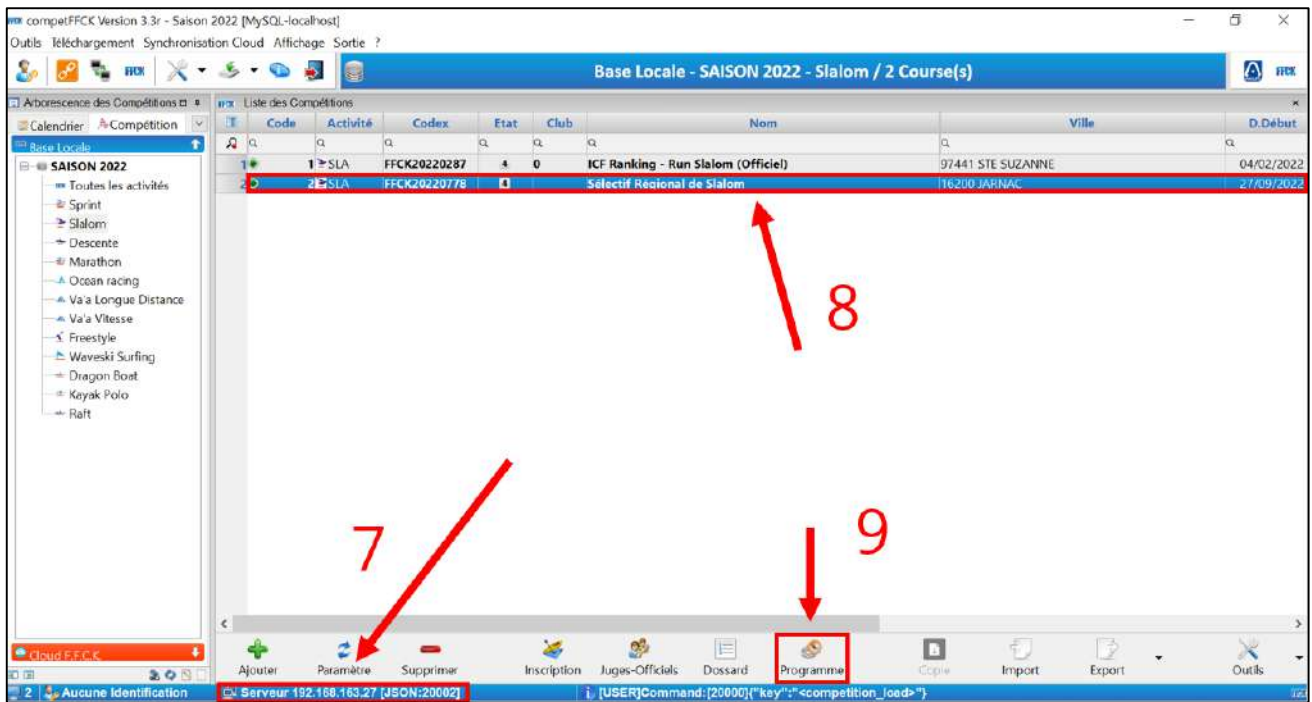 competFFCK Version 3.3r - Saison 2022 [MySQL-localhost]
Outils Téléchargement Synchronisation Cloud Affichage Sortie ?
FFCK
Base Locale - SAISON 2022 - Slalom / 2 Course(s)
FFCK
Arborescence des Compétitions
Liste des Compétitions
Calendrier Compétition
Code Activité Codex Etat Club Nom Ville D.Début
Base Locale
1 1 SLA FFCK20220287 4 0 ICF Ranking - Run Slalom (Officiel) 97441 STE SUZANNE 04/02/2022
2 2 SLA FFCK20220778 4 Sélectif Régional de Slalom 16200 JARNAC 27/09/2022
SAISON 2022
Toutes les activités
Sprint
Slalom
Descente
Marathon
Ocean racing
Va'a Longue Distance
Va'a Vitesse
Freestyle
Waveski Surfing
Dragon Boat
Kayak Polo
Raft
8
7
9
Cloud F.F.C.K
Ajouter Paramètre Supprimer Inscription Juges-Officiels Dossard Programme Copie Import Export Outils
2 Aucune Identification Serveur 192.168.163.27 [JSON:20002] [USER]Command:[20000]{"key":"<competition_load>"}